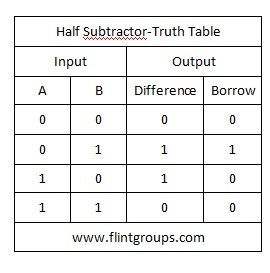 Half Subtractor-Truth Table
Input Output
A B Difference Borrow
0 0 0 0
0 1 1 1
1 0 1 0
1 1 0 0
www.flintgroups.com